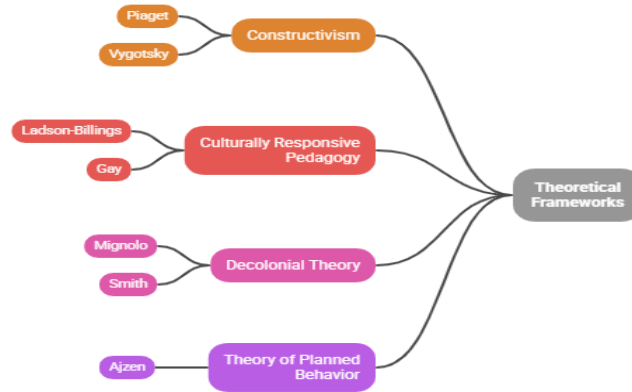 Piaget
Constructivism
Vygotsky
Ladson-Billings
Culturally Responsive
Pedagogy
Gay
Theoretical
Frameworks
Mignolo
Decolonial Theory
Smith
Theory of Planned
Behavior
Ajzen